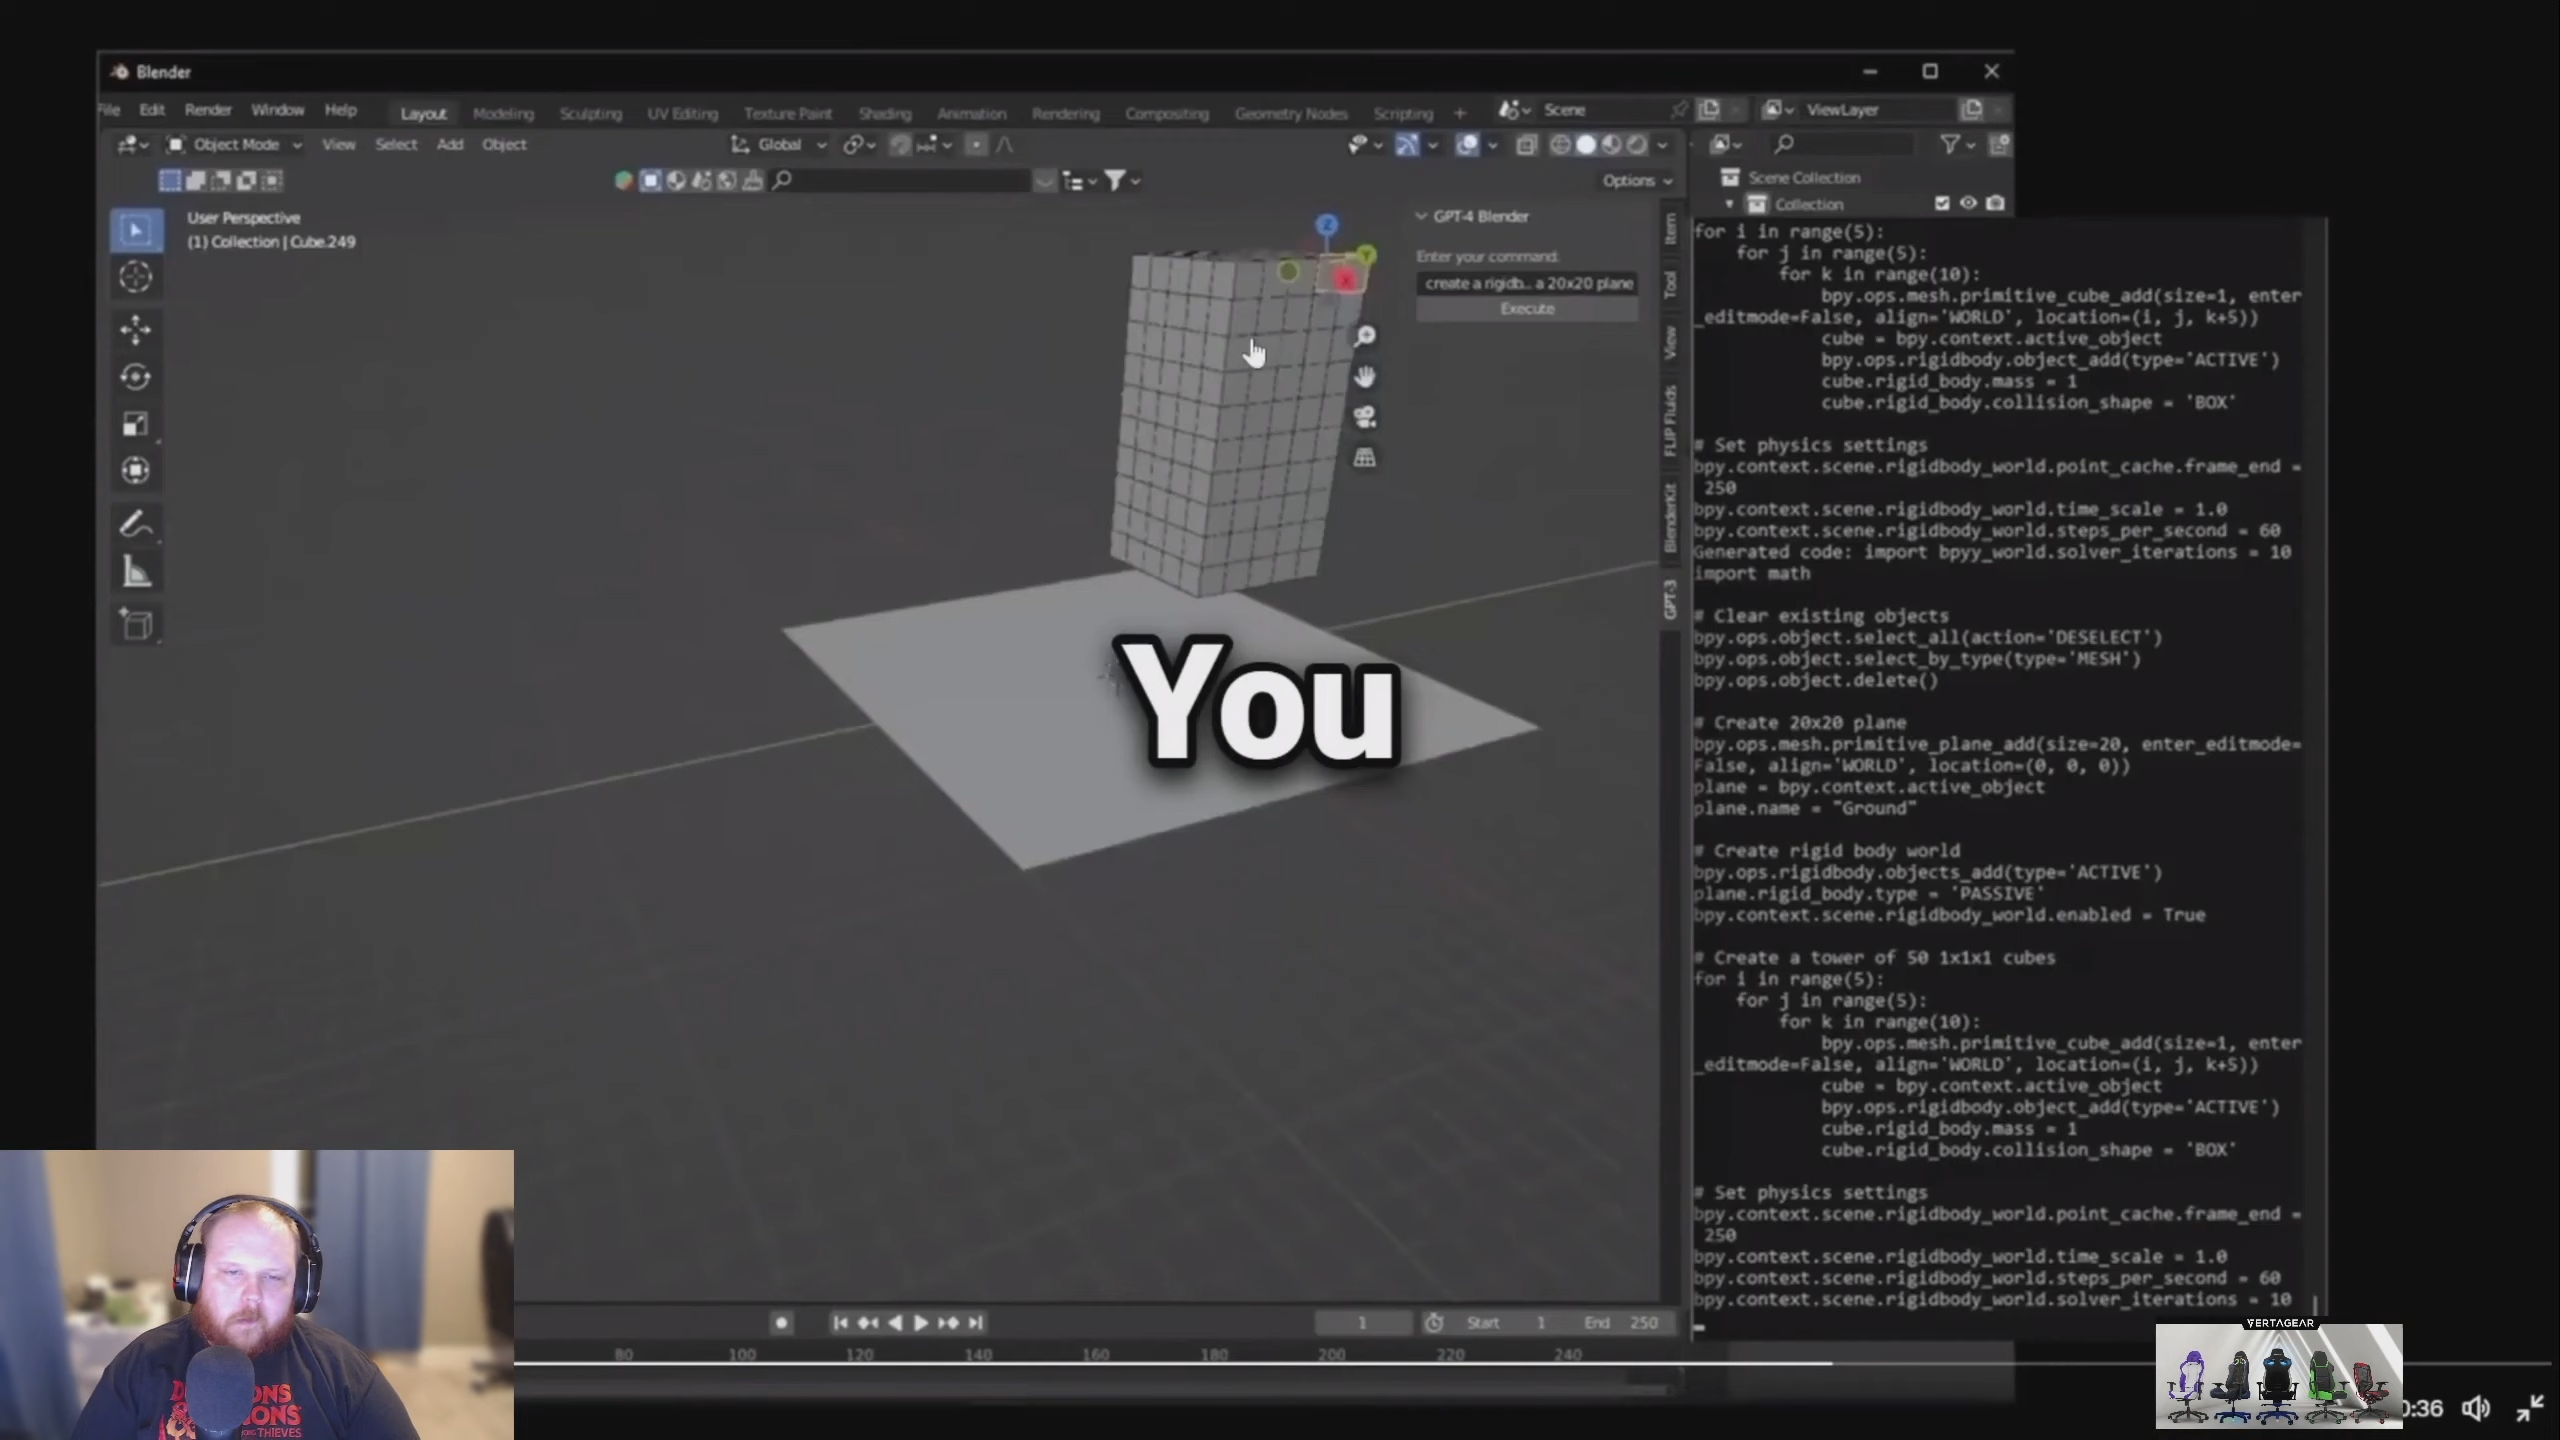 Blender
File Edit Render Window Help Layout Modeling Sculpting UV Editing Texture Paint Shading Animation Rendering Compositing Geometry Nodes Scripting + Scene ViewLayer
Object Mode View Select Add Object Global
Options
User Perspective
(1) Collection | Cube.249
GPT-4 Blender
Enter your command:
create a rigidb.. a 20x20 plane
Execute
Z
Y
X
Item
Tool
View
FLIP Fluids
BlenderKit
GPT-3
Scene Collection
Collection
for i in range(5):
for j in range(5):
for k in range(10):
bpy.ops.mesh.primitive_cube_add(size=1, enter
_editmode=False, align='WORLD', location=(i, j, k+5))
cube = bpy.context.active_object
bpy.ops.rigidbody.object_add(type='ACTIVE')
cube.rigid_body.mass = 1
cube.rigid_body.collision_shape = 'BOX'
# Set physics settings
bpy.context.scene.rigidbody_world.point_cache.frame_end =
250
bpy.context.scene.rigidbody_world.time_scale = 1.0
bpy.context.scene.rigidbody_world.steps_per_second = 60
Generated code: import bpyy_world.solver_iterations = 10
import math
# Clear existing objects
bpy.ops.object.select_all(action='DESELECT')
bpy.ops.object.select_by_type(type='MESH')
bpy.ops.object.delete()
# Create 20x20 plane
bpy.ops.mesh.primitive_plane_add(size=20, enter_editmode=
False, align='WORLD', location=(0, 0, 0))
plane = bpy.context.active_object
plane.name = "Ground"
# Create rigid body world
bpy.ops.rigidbody.objects_add(type='ACTIVE')
plane.rigid_body.type = 'PASSIVE'
bpy.context.scene.rigidbody_world.enabled = True
# Create a tower of 50 1x1x1 cubes
for i in range(5):
for j in range(5):
for k in range(10):
bpy.ops.mesh.primitive_cube_add(size=1, enter
_editmode=False, align='WORLD', location=(i, j, k+5))
cube = bpy.context.active_object
bpy.ops.rigidbody.object_add(type='ACTIVE')
cube.rigid_body.mass = 1
cube.rigid_body.collision_shape = 'BOX'
# Set physics settings
bpy.context.scene.rigidbody_world.point_cache.frame_end =
250
bpy.context.scene.rigidbody_world.time_scale = 1.0
bpy.context.scene.rigidbody_world.steps_per_second = 60
bpy.context.scene.rigidbody_world.solver_iterations = 10
You
1 Start 1 End 250
80 100 120 140 160 180 200 220 240
THIEVES
VERTAGEAR
0:36